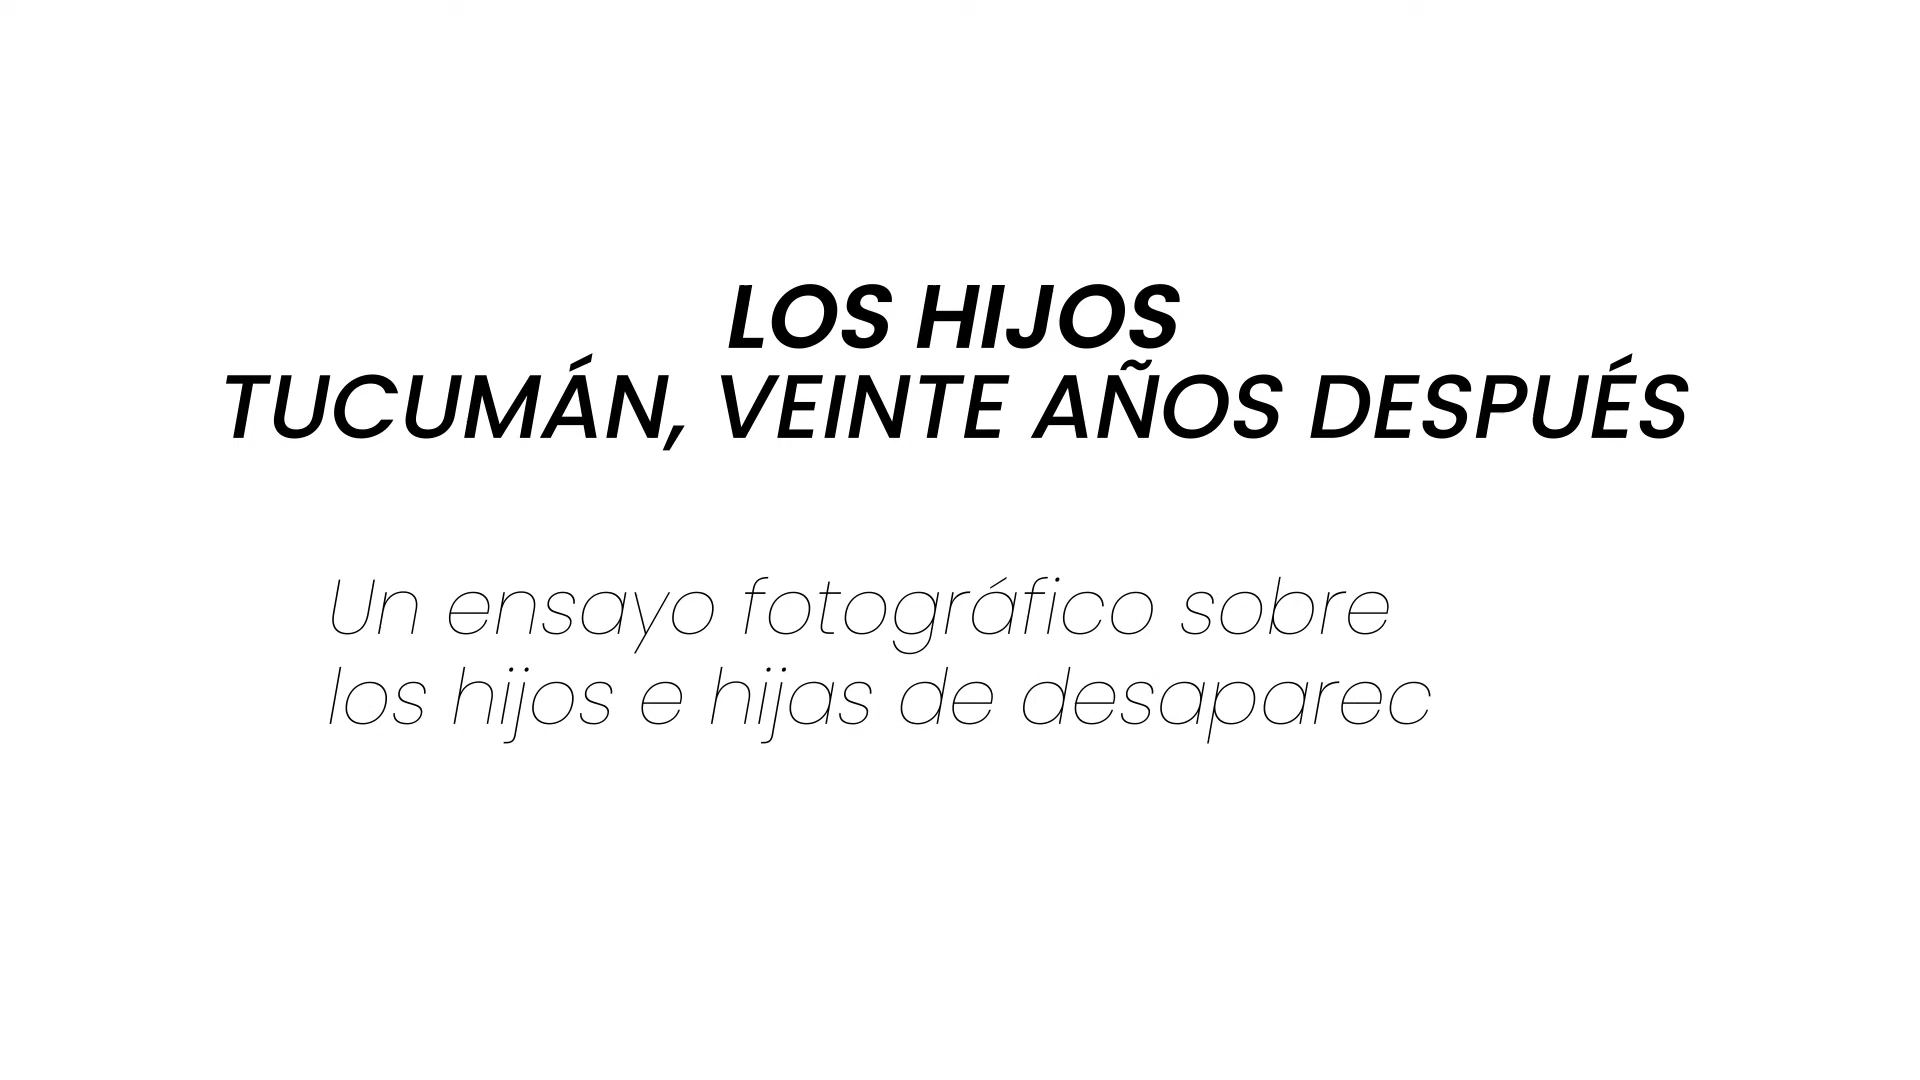 LOS HIJOS
TUCUMÁN, VEINTE AÑOS DESPUÉS
Un ensayo fotográfico sobre
los hijos e hijas de desaparec